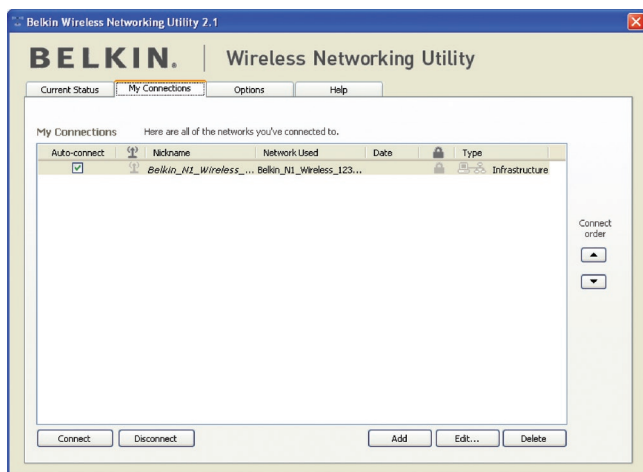 Belkin Wireless Networking Utility 2.1
BELKIN. | Wireless Networking Utility
Current Status My Connections Options Help
My Connections Here are all of the networks you've connected to.
Auto-connect Nickname Network Used Date Type
Belkin_N1_Wireless_... Belkin_N1_Wireless_123... Infrastructure
Connect order
Connect Disconnect Add Edit... Delete